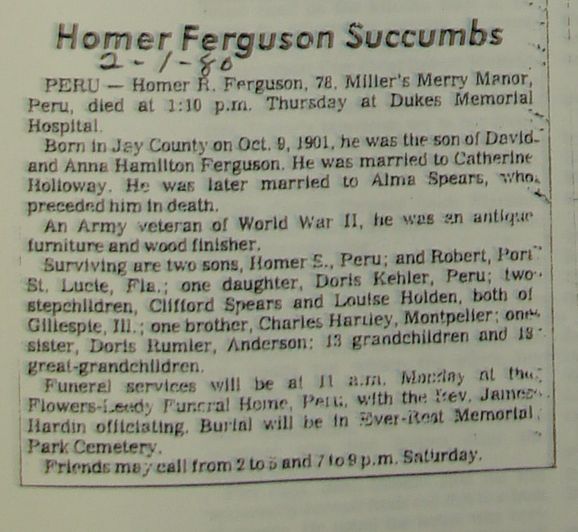 Homer Ferguson Succumbs
2-1-80
PERU — Homer R. Ferguson, 78, Miller's Merry Manor,
Peru, died at 1:10 p.m. Thursday at Dukes Memorial
Hospital.
Born in Jay County on Oct. 9, 1901, he was the son of David
and Anna Hamilton Ferguson. He was married to Catherine
Holloway. He was later married to Alma Spears, who
preceded him in death.
An Army veteran of World War II, he was an antique
furniture and wood finisher.
Surviving are two sons, Homer S., Peru; and Robert, Port
St. Lucie, Fla.; one daughter, Doris Kehler, Peru; two
stepchildren, Clifford Spears and Louise Holden, both of
Gillespie, Ill.; one brother, Charles Hartley, Montpelier; one
sister, Doris Rumler, Anderson; 13 grandchildren and
great-grandchildren.
Funeral services will be at 11 a.m. Monday at the
Flowers-Leedy Funeral Home, Peru, with the Rev. James
Hardin officiating. Burial will be in Ever-Rest Memorial
Park Cemetery.
Friends may call from 2 to 5 and 7 to 9 p.m. Saturday.